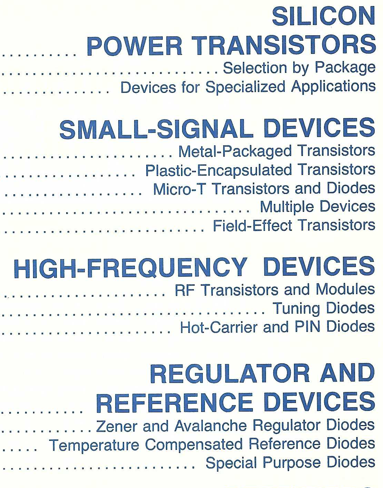 SILICON
.......... POWER TRANSISTORS
............................ Selection by Package
............... Devices for Specialized Applications
SMALL-SIGNAL DEVICES
...................... Metal-Packaged Transistors
................. Plastic-Encapsulated Transistors
.................. Micro-T Transistors and Diodes
................................ Multiple Devices
.......................... Field-Effect Transistors
HIGH-FREQUENCY DEVICES
..................... RF Transistors and Modules
.................................. Tuning Diodes
...................... Hot-Carrier and PIN Diodes
REGULATOR AND
........... REFERENCE DEVICES
........... Zener and Avalanche Regulator Diodes
..... Temperature Compensated Reference Diodes
......................... Special Purpose Diodes